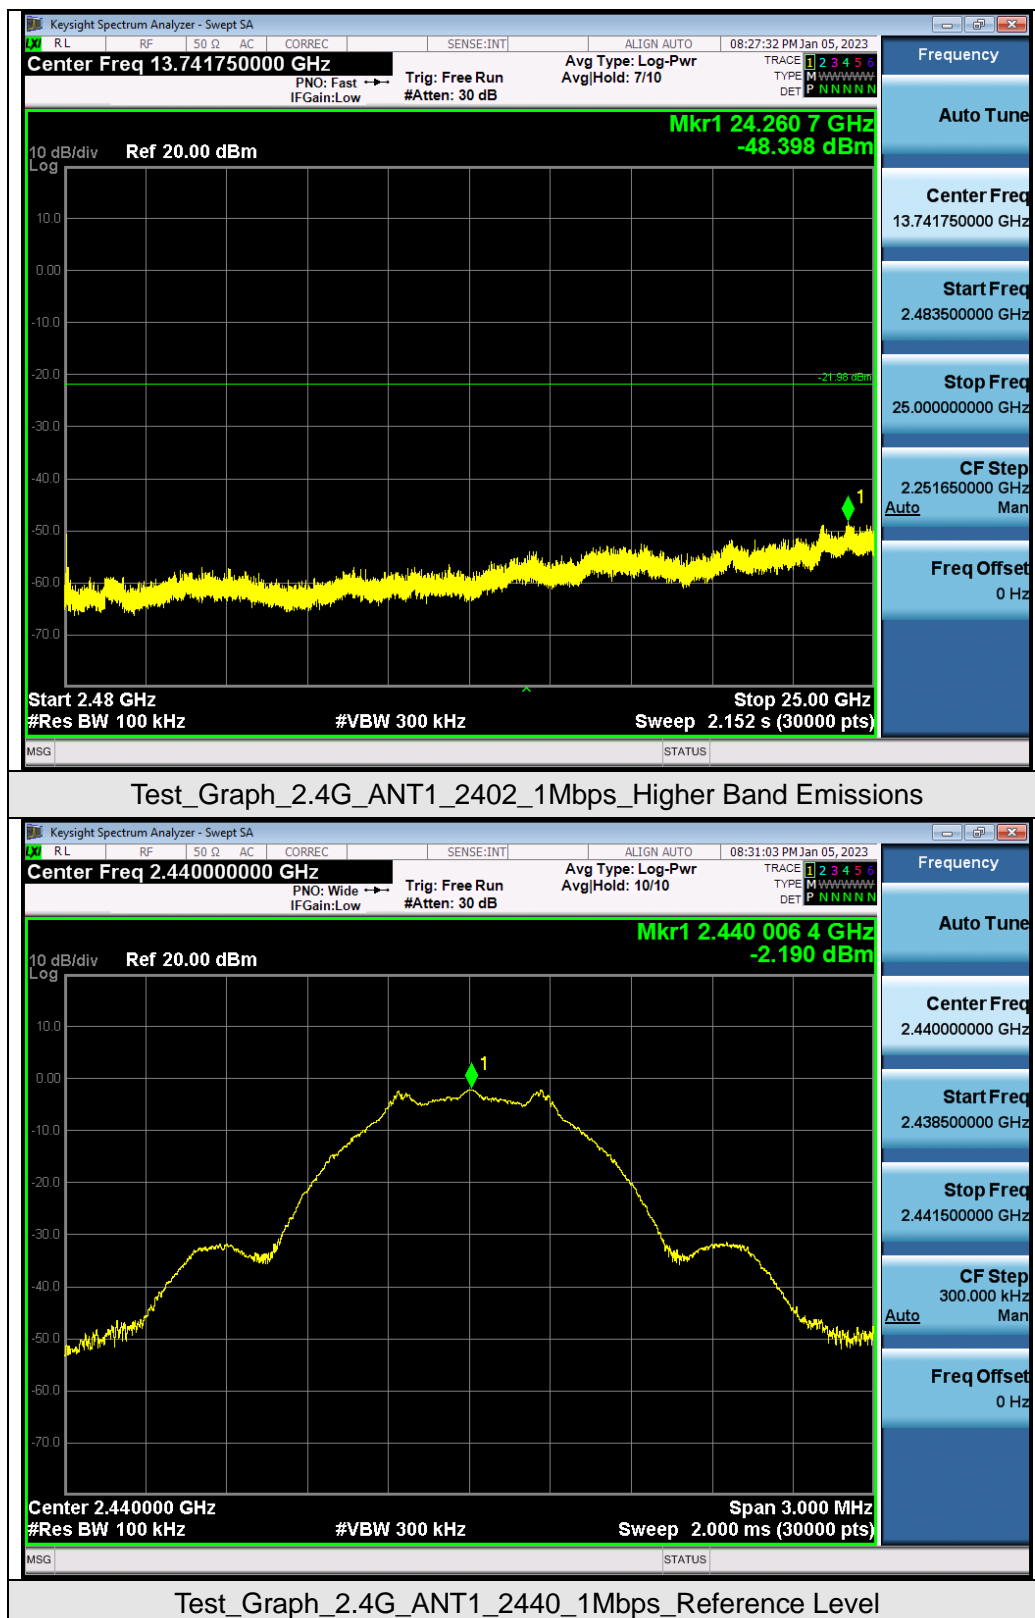 Keysight Spectrum Analyzer - Swept SA
LXI RL RF 50 Ω AC CORREC SENSE:INT ALIGN AUTO 08:27:32 PM Jan 05, 2023
Center Freq 13.741750000 GHz
PNO: Fast
IFGain:Low
Trig: Free Run
#Atten: 30 dB
Avg Type: Log-Pwr
Avg|Hold: 7/10
TRACE 1 2 3 4 5 6
TYPE M WWWWW
DET P N N N N N
Frequency
Auto Tune
Center Freq
13.741750000 GHz
Start Freq
2.483500000 GHz
Stop Freq
25.000000000 GHz
CF Step
2.251650000 GHz
Auto Man
Freq Offset
0 Hz
Mkr1 24.260 7 GHz
-48.398 dBm
10 dB/div Ref 20.00 dBm
Log
10.0
0.00
-10.0
-20.0
-21.98 dBm
-30.0
-40.0
1
-50.0
-60.0
-70.0
Start 2.48 GHz Stop 25.00 GHz
#Res BW 100 kHz #VBW 300 kHz Sweep 2.152 s (30000 pts)
MSG STATUS
Test_Graph_2.4G_ANT1_2402_1Mbps_Higher Band Emissions
Keysight Spectrum Analyzer - Swept SA
LXI RL RF 50 Ω AC CORREC SENSE:INT ALIGN AUTO 08:31:03 PM Jan 05, 2023
Center Freq 2.440000000 GHz
PNO: Wide
IFGain:Low
Trig: Free Run
#Atten: 30 dB
Avg Type: Log-Pwr
Avg|Hold: 10/10
TRACE 1 2 3 4 5 6
TYPE M WWWWW
DET P N N N N N
Frequency
Auto Tune
Center Freq
2.440000000 GHz
Start Freq
2.438500000 GHz
Stop Freq
2.441500000 GHz
CF Step
300.000 kHz
Auto Man
Freq Offset
0 Hz
Mkr1 2.440 006 4 GHz
-2.190 dBm
10 dB/div Ref 20.00 dBm
Log
10.0
1
0.00
-10.0
-20.0
-30.0
-40.0
-50.0
-60.0
-70.0
Center 2.440000 GHz Span 3.000 MHz
#Res BW 100 kHz #VBW 300 kHz Sweep 2.000 ms (30000 pts)
MSG STATUS
Test_Graph_2.4G_ANT1_2440_1Mbps_Reference Level